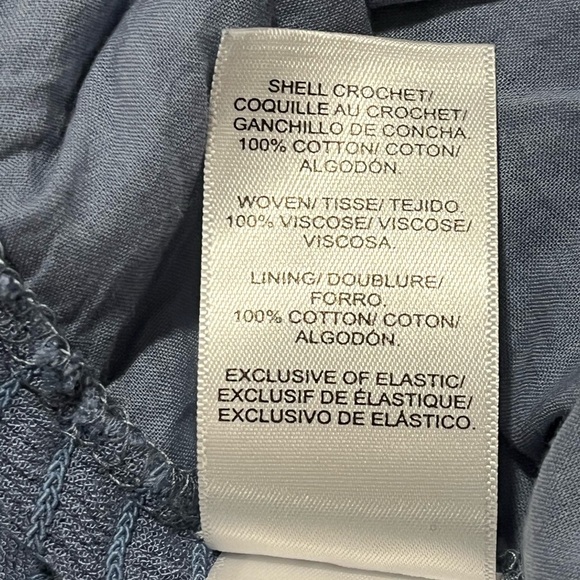 SHELL CROCHET/
COQUILLE AU CROCHET/
GANCHILLO DE CONCHA.
100% COTTON/ COTON/
ALGODÓN.
WOVEN/ TISSE/ TEJIDO.
100% VISCOSE/ VISCOSE/
VISCOSA.
LINING/ DOUBLURE/
FORRO.
100% COTTON/ COTON/
ALGODÓN.
EXCLUSIVE OF ELASTIC/
EXCLUSIF DE ÉLASTIQUE/
EXCLUSIVO DE ELÁSTICO.